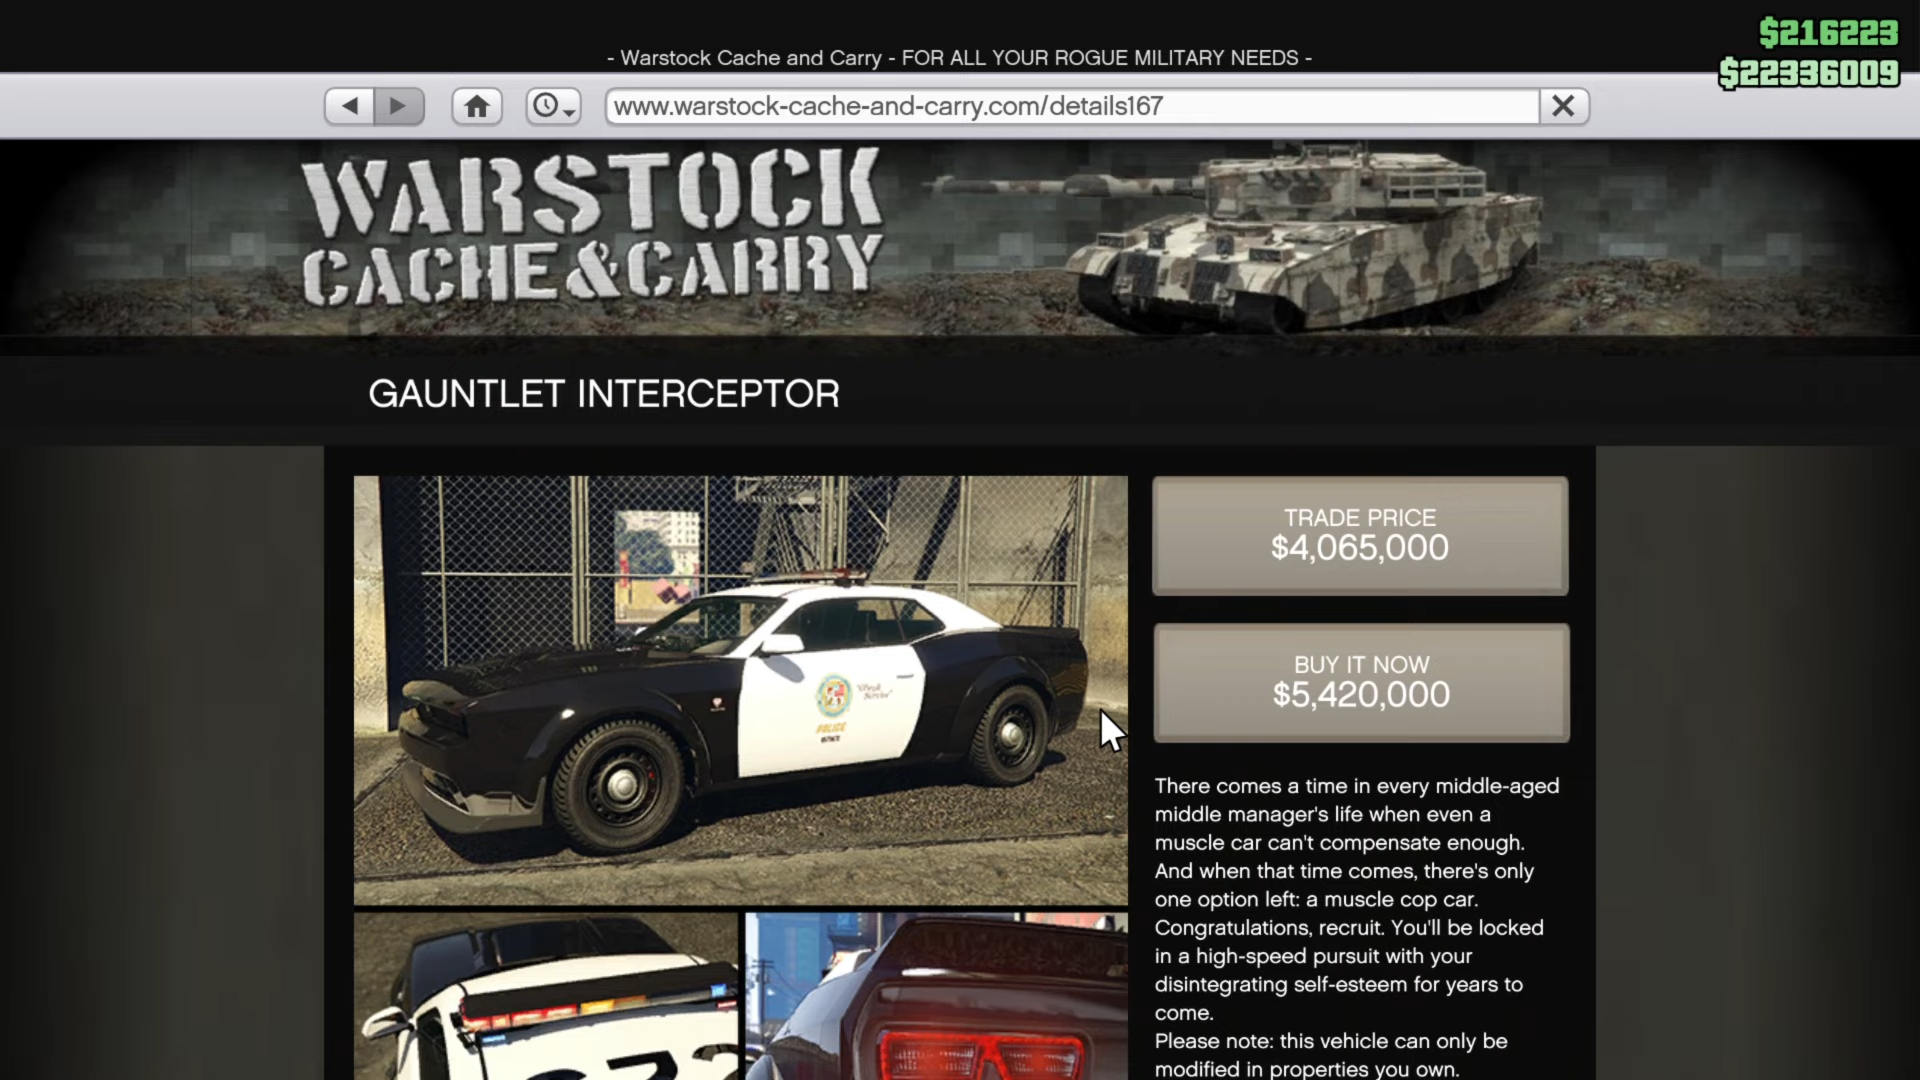 $216223
- Warstock Cache and Carry - FOR ALL YOUR ROGUE MILITARY NEEDS -
$22336009
www.warstock-cache-and-carry.com/details167
WARSTOCK
CACHE&CARRY
GAUNTLET INTERCEPTOR
TRADE PRICE
$4,065,000
BUY IT NOW
$5,420,000
POLICE
There comes a time in every middle-aged
middle manager's life when even a
muscle car can't compensate enough.
And when that time comes, there's only
one option left: a muscle cop car.
Congratulations, recruit. You'll be locked
in a high-speed pursuit with your
disintegrating self-esteem for years to
come.
Please note: this vehicle can only be
modified in properties you own.